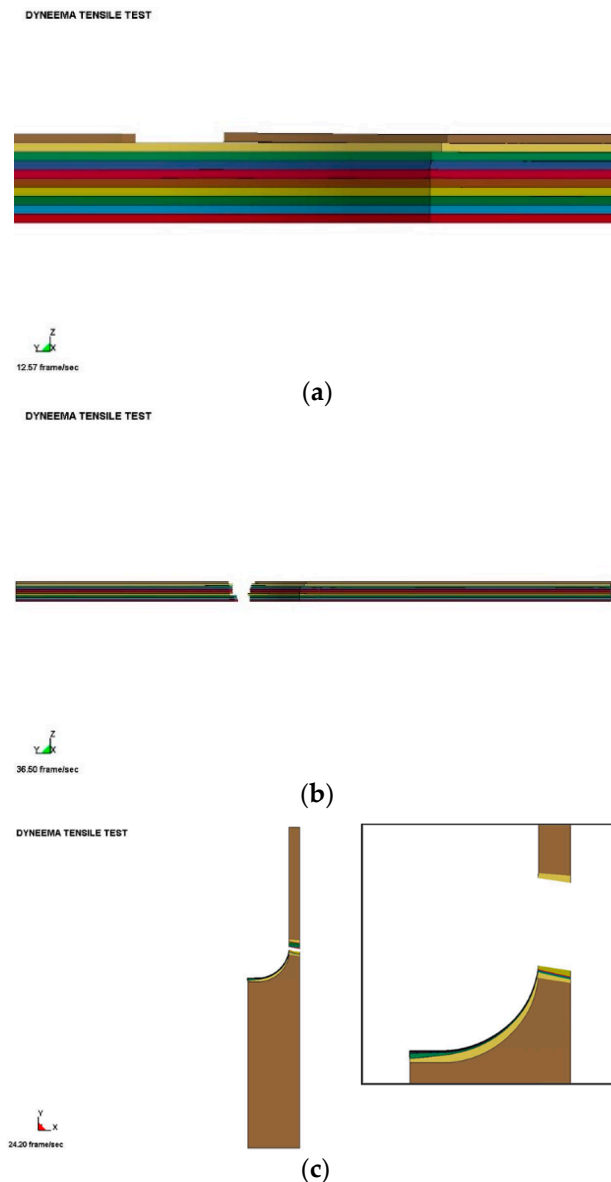 DYNEEMA TENSILE TEST
Z
Y X
12.57 frame/sec
(a)
DYNEEMA TENSILE TEST
Z
Y X
36.50 frame/sec
(b)
DYNEEMA TENSILE TEST
Y
X
24.20 frame/sec
(c)